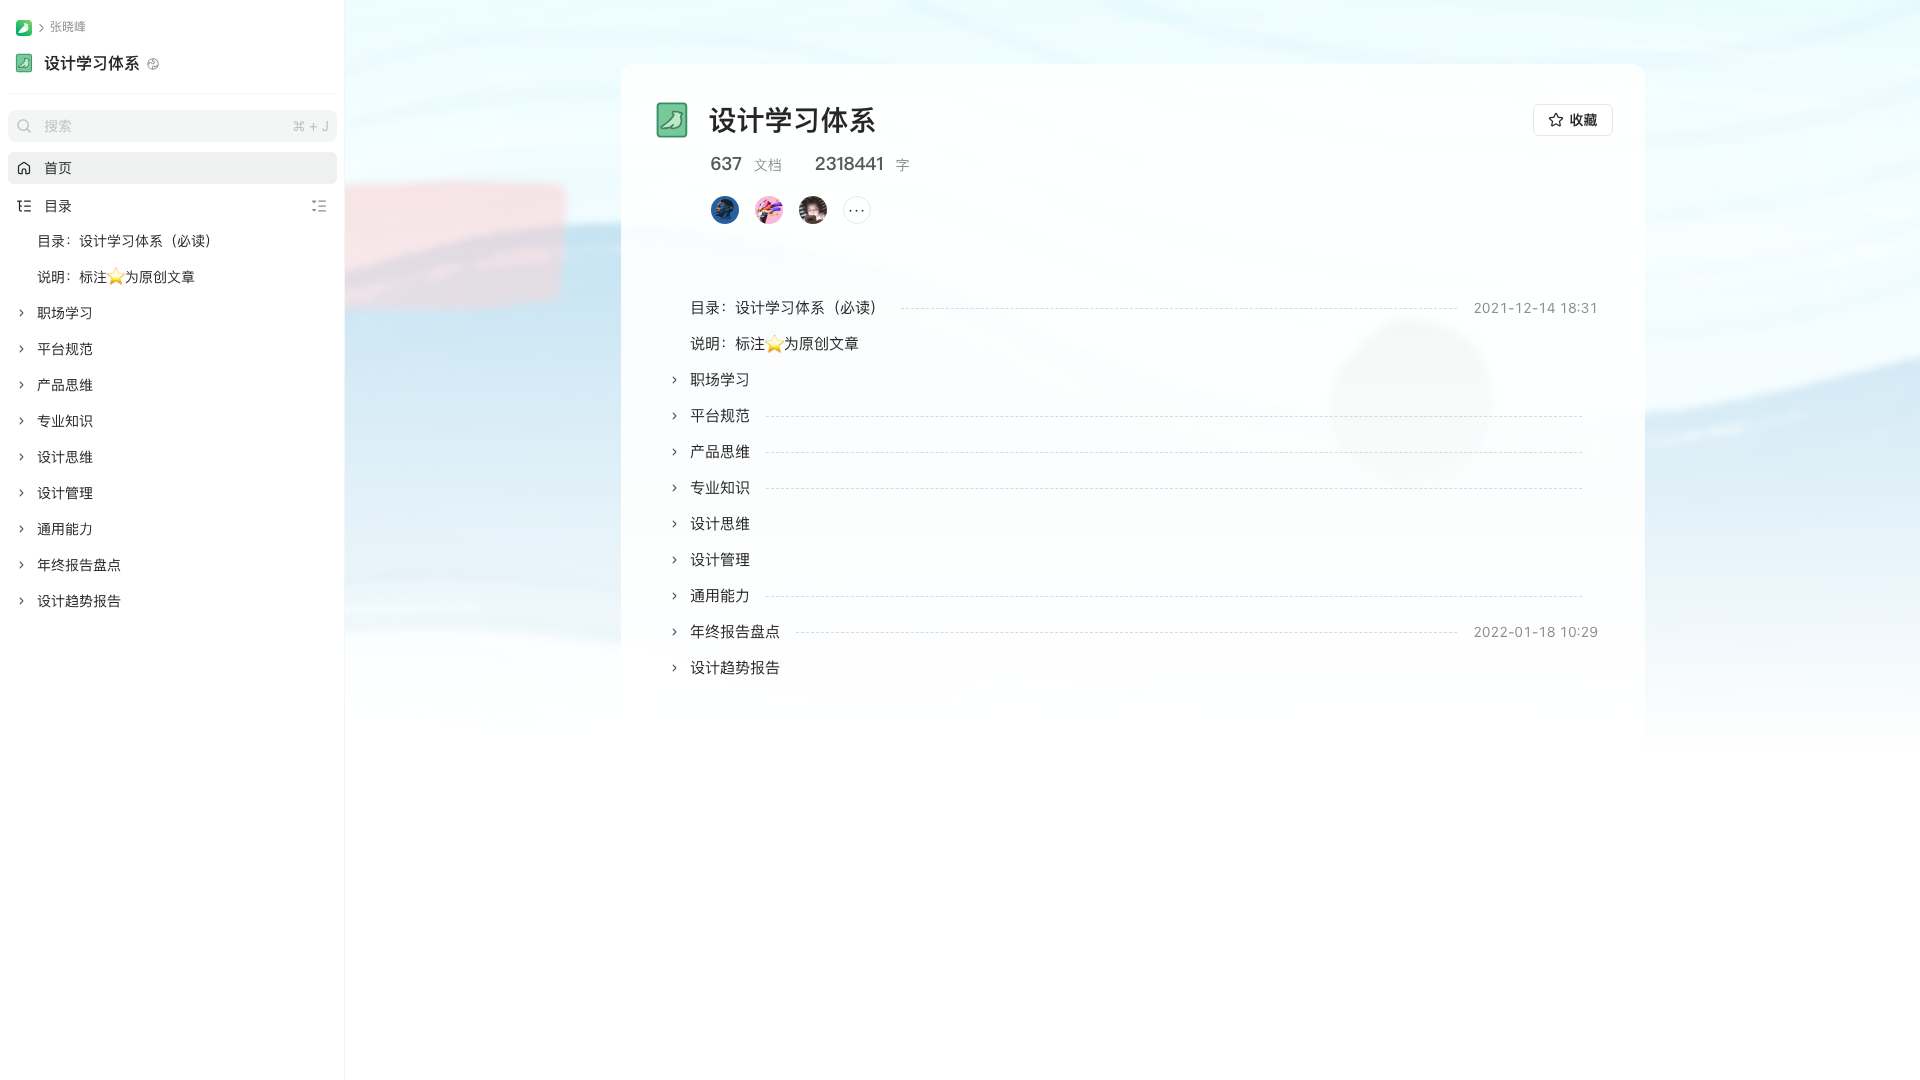 张晓峰
设计学习体系
搜索 ⌘ + J
首页
目录
目录：设计学习体系（必读）
说明：标注⭐为原创文章
职场学习
平台规范
产品思维
专业知识
设计思维
设计管理
通用能力
年终报告盘点
设计趋势报告
设计学习体系
收藏
637 文档 2318441 字
目录：设计学习体系（必读） 2021-12-14 18:31
说明：标注⭐为原创文章
职场学习
平台规范
产品思维
专业知识
设计思维
设计管理
通用能力
年终报告盘点 2022-01-18 10:29
设计趋势报告